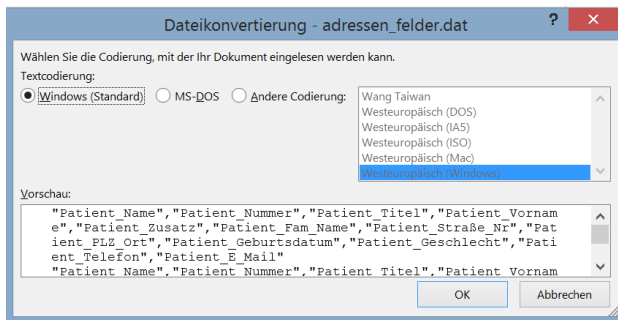 Dateikonvertierung - adressen_felder.dat
?
Wählen Sie die Codierung, mit der Ihr Dokument eingelesen werden kann.
Textcodierung:
Windows (Standard) MS-DOS Andere Codierung:
Wang Taiwan
Westeuropäisch (DOS)
Westeuropäisch (IA5)
Westeuropäisch (ISO)
Westeuropäisch (Mac)
Westeuropäisch (Windows)
Vorschau:
"Patient_Name","Patient_Nummer","Patient_Titel","Patient_Vornam
e","Patient_Zusatz","Patient_Fam_Name","Patient_Straße_Nr","Pat
ient_PLZ_Ort","Patient_Geburtsdatum","Patient_Geschlecht","Pati
ent_Telefon","Patient_E_Mail"
"Patient_Name","Patient_Nummer","Patient_Titel","Patient_Vornam
OK Abbrechen